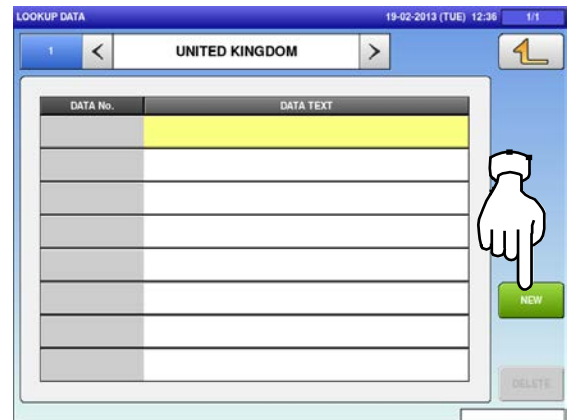 LOOKUP DATA 19-02-2013 (TUE) 12:36 1/1
1 < UNITED KINGDOM >
DATA No. DATA TEXT
NEW
DELETE